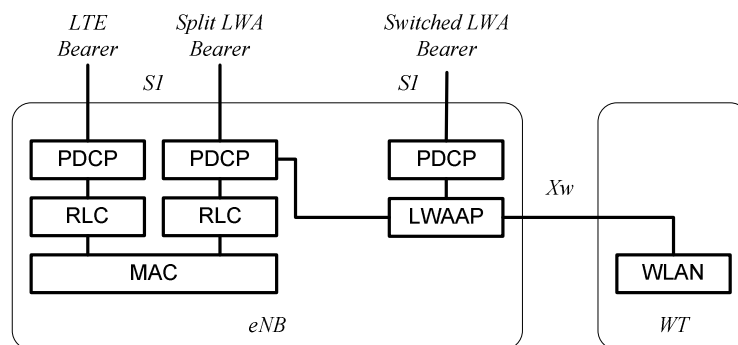 LTE
Bearer
Split LWA
Bearer
Switched LWA
Bearer
S1
S1
PDCP
PDCP
PDCP
Xw
RLC
RLC
LWAAP
MAC
WLAN
eNB
WT